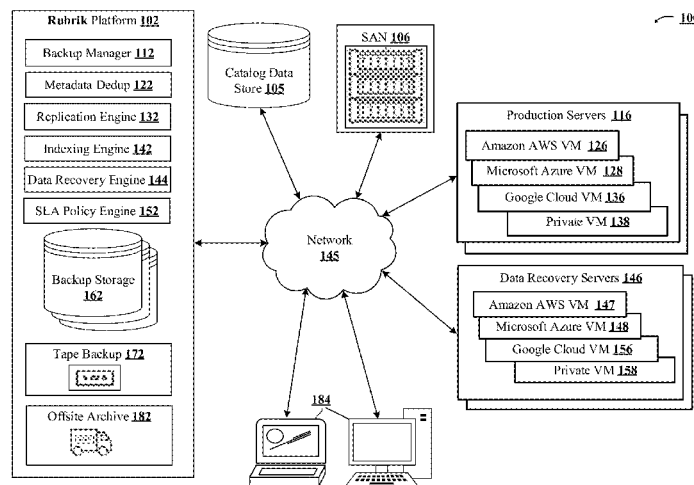 Rubrik Platform 102
Backup Manager 112
Metadata Dedup 122
Replication Engine 132
Indexing Engine 142
Data Recovery Engine 144
SLA Policy Engine 152
Backup Storage
162
Tape Backup 172
Offsite Archive 182
Catalog Data
Store 105
SAN 106
Network
145
184
Production Servers 116
Amazon AWS VM 126
Microsoft Azure VM 128
Google Cloud VM 136
Private VM 138
Data Recovery Servers 146
Amazon AWS VM 147
Microsoft Azure VM 148
Google Cloud VM 156
Private VM 158